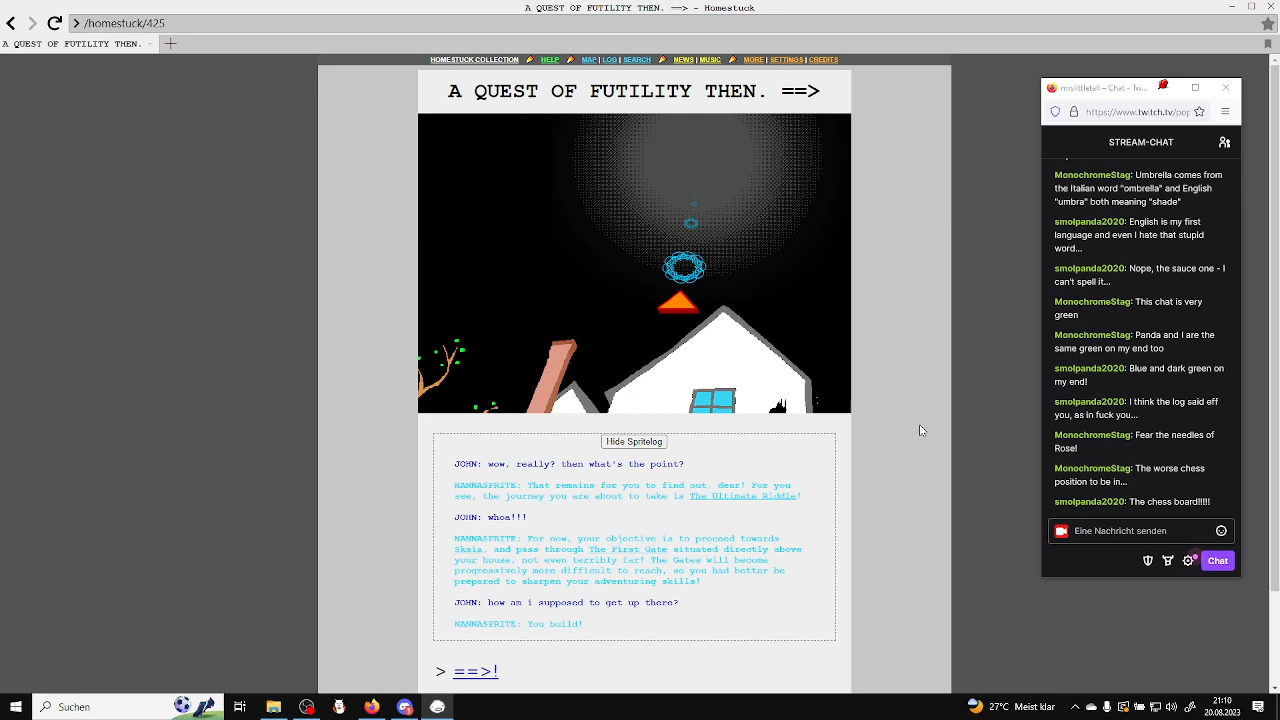 A QUEST OF FUTILITY THEN. ==> - Homestuck
> /homestuck/425
A QUEST OF FUTILITY THEN.
HOMESTUCK COLLECTION HELP MAP | LOG | SEARCH NEWS | MUSIC MORE | SETTINGS | CREDITS
A QUEST OF FUTILITY THEN. ==>
Hide Spritelog
JOHN: wow, really? then what's the point?
NANNASPRITE: That remains for you to find out, dear! For you
see, the journey you are about to take is The Ultimate Riddle!
JOHN: whoa!!!
NANNASPRITE: For now, your objective is to proceed towards
Skaia, and pass through The First Gate situated directly above
your house, not even terribly far! The Gates will become
progressively more difficult to reach, so you had better be
prepared to sharpen your adventuring skills!
JOHN: how am i supposed to get up there?
NANNASPRITE: You build!
> ==>!
mrslittletall – Chat - Tw...
https://www.twitch.tv/pop
STREAM-CHAT
MonochromeStag: Umbrella comes from
the Italian word "ombrella" and English
"umbra" both meaning "shade"
smolpanda2020: English is my first
language and even I hate that stupid
word...
smolpanda2020: Nope, the sauce one - I
can't spell it...
MonochromeStag: This chat is very
green
MonochromeStag: Panda and I are the
same green on my end too
smolpanda2020: Blue and dark green on
my end!
smolpanda2020: I think the log said eff
you, as in fuck you...
MonochromeStag: Fear the needles of
Rose!
MonochromeStag: The worse chess
position to be in...
smolpanda2020: The chess board!!!!!
Eine Nachricht senden
Chat
Suchen
27°C Meist klar
21:10
20.08.2023